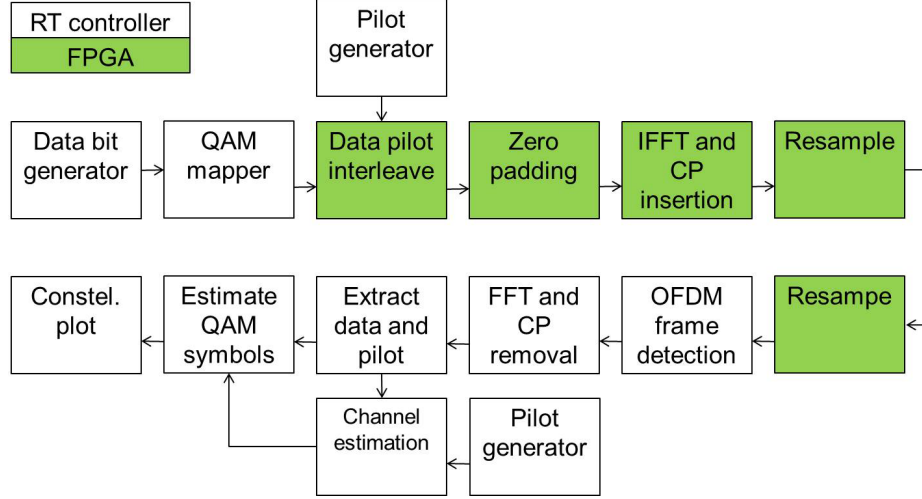 RT controller
FPGA
Pilot
generator
Data bit
generator
QAM
mapper
Data pilot
interleave
Zero
padding
IFFT and
CP
insertion
Resample
Constel.
plot
Estimate
QAM
symbols
Extract
data and
pilot
FFT and
CP
removal
OFDM
frame
detection
Resampe
Channel
estimation
Pilot
generator